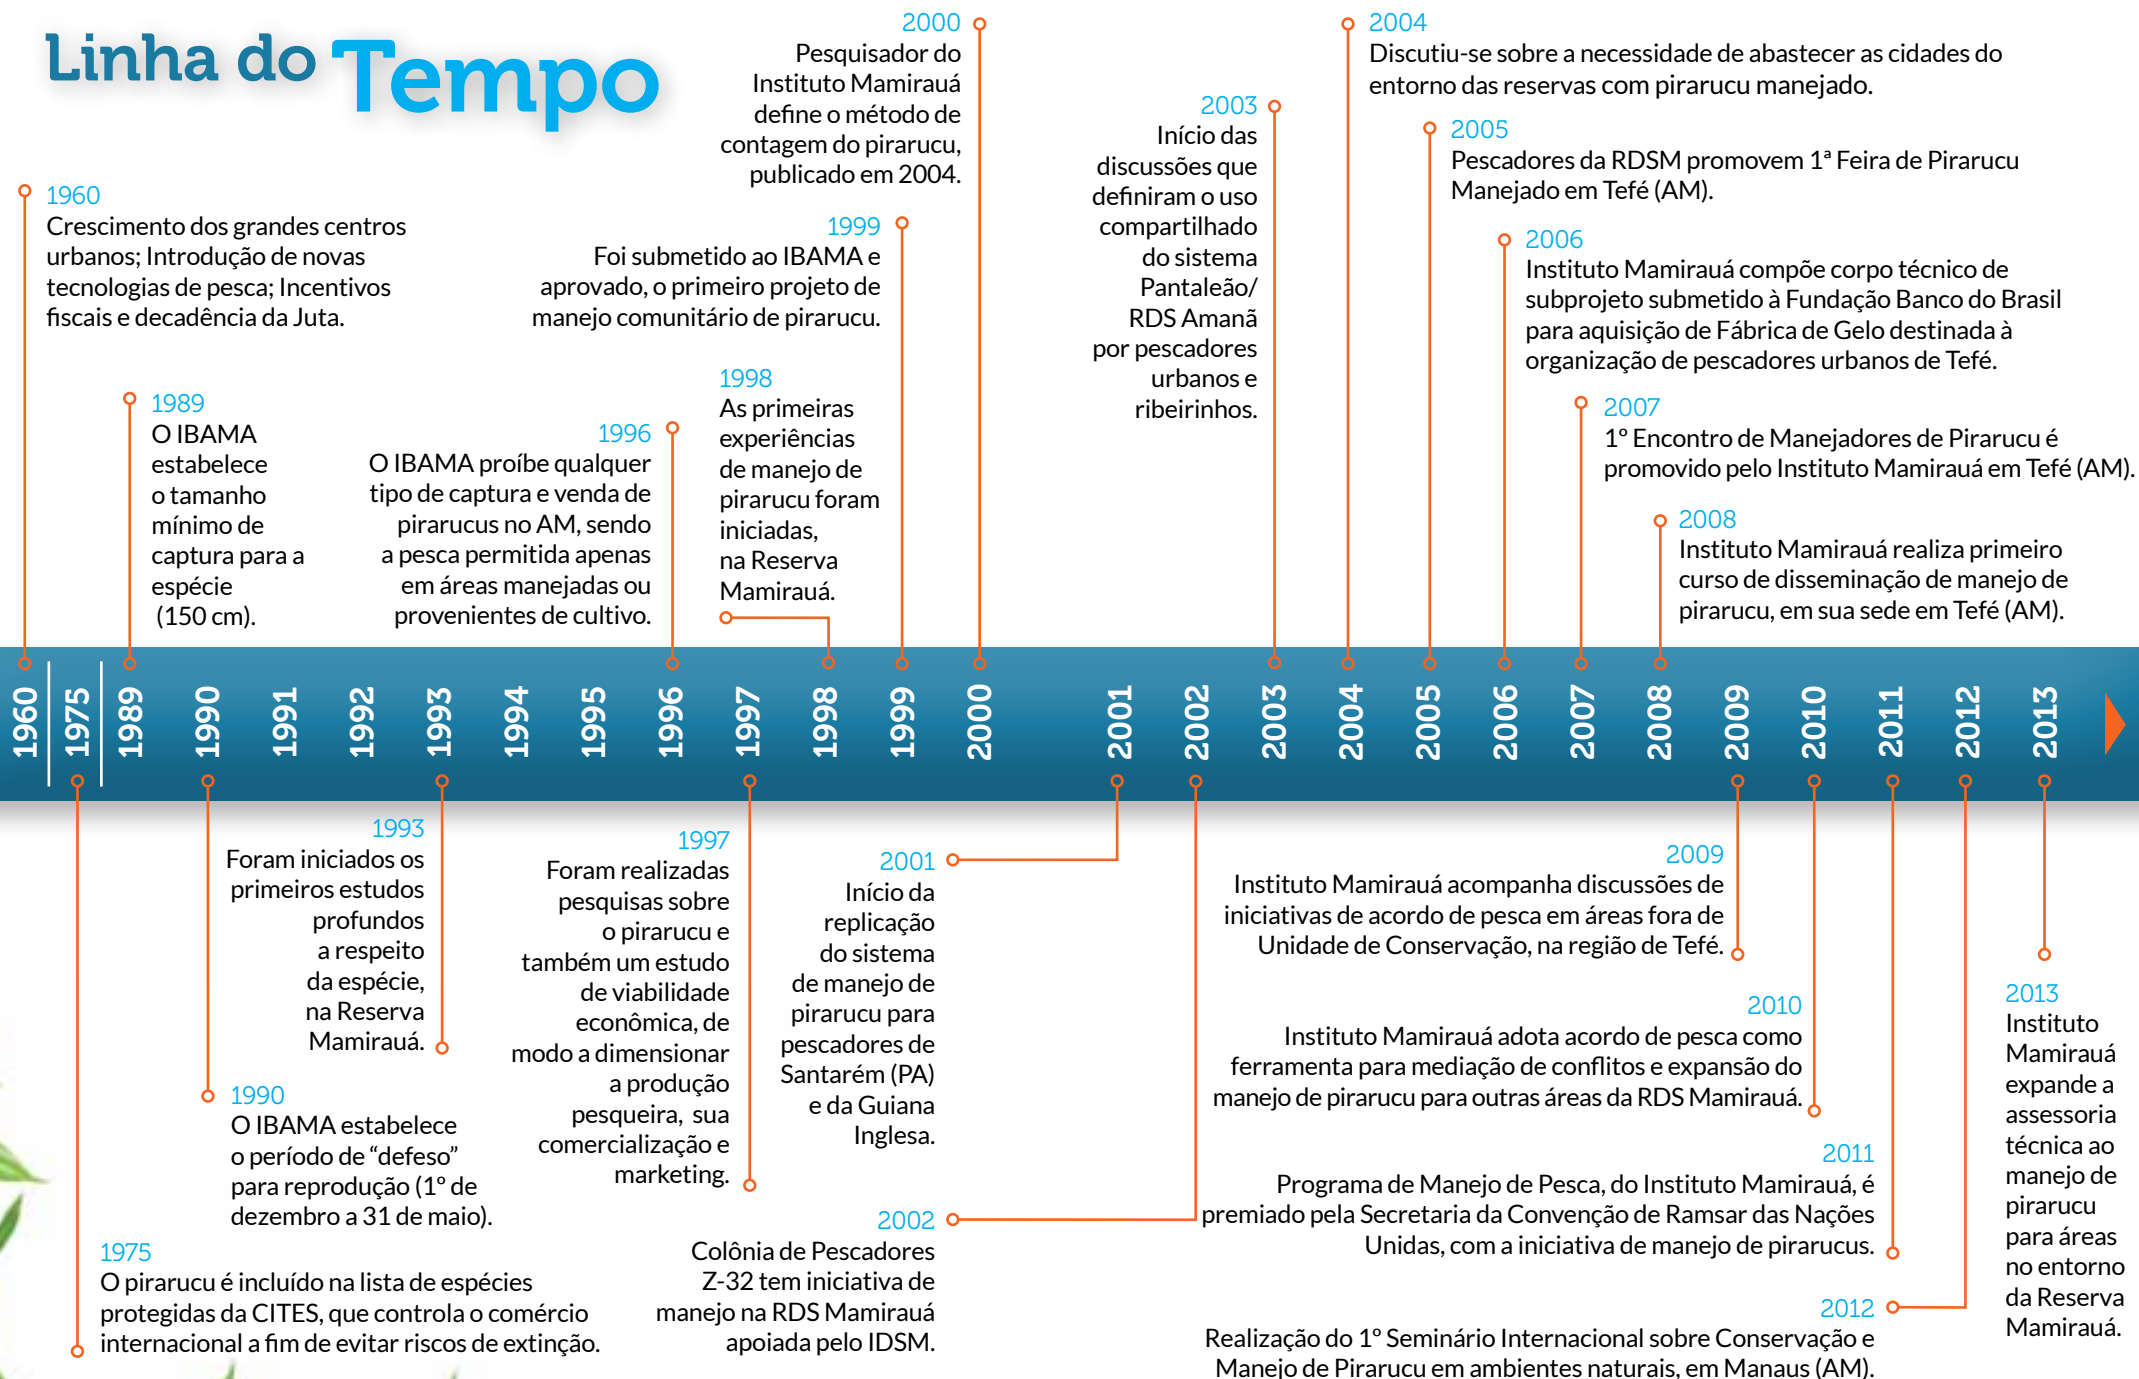 Linha do Tempo
1960
Crescimento dos grandes centros
urbanos; Introdução de novas
tecnologias de pesca; Incentivos
fiscais e decadência da Juta.
1989
O IBAMA
estabelece
o tamanho
mínimo de
captura para a
espécie
(150 cm).
1996
O IBAMA proíbe qualquer
tipo de captura e venda de
pirarucus no AM, sendo
a pesca permitida apenas
em áreas manejadas ou
provenientes de cultivo.
1998
As primeiras
experiências
de manejo de
pirarucu foram
iniciadas,
na Reserva
Mamirauá.
1999
Foi submetido ao IBAMA e
aprovado, o primeiro projeto de
manejo comunitário de pirarucu.
2000
Pesquisador do
Instituto Mamirauá
define o método de
contagem do pirarucu,
publicado em 2004.
2003
Início das
discussões que
definiram o uso
compartilhado
do sistema
Pantaleão/
RDS Amanã
por pescadores
urbanos e
ribeirinhos.
2004
Discutiu-se sobre a necessidade de abastecer as cidades do
entorno das reservas com pirarucu manejado.
2005
Pescadores da RDSM promovem 1ª Feira de Pirarucu
Manejado em Tefé (AM).
2006
Instituto Mamirauá compõe corpo técnico de
subprojeto submetido à Fundação Banco do Brasil
para aquisição de Fábrica de Gelo destinada à
organização de pescadores urbanos de Tefé.
2007
1º Encontro de Manejadores de Pirarucu é
promovido pelo Instituto Mamirauá em Tefé (AM).
2008
Instituto Mamirauá realiza primeiro
curso de disseminação de manejo de
pirarucu, em sua sede em Tefé (AM).
1960
1975
1989
1990
1991
1992
1993
1994
1995
1996
1997
1998
1999
2000
2001
2002
2003
2004
2005
2006
2007
2008
2009
2010
2011
2012
2013
1975
O pirarucu é incluído na lista de espécies
protegidas da CITES, que controla o comércio
internacional a fim de evitar riscos de extinção.
1990
O IBAMA estabelece
o período de “defeso”
para reprodução (1º de
dezembro a 31 de maio).
1993
Foram iniciados os
primeiros estudos
profundos
a respeito
da espécie,
na Reserva
Mamirauá.
1997
Foram realizadas
pesquisas sobre
o pirarucu e
também um estudo
de viabilidade
econômica, de
modo a dimensionar
a produção
pesqueira, sua
comercialização e
marketing.
2001
Início da
replicação
do sistema
de manejo de
pirarucu para
pescadores de
Santarém (PA)
e da Guiana
Inglesa.
2002
Colônia de Pescadores
Z-32 tem iniciativa de
manejo na RDS Mamirauá
apoiada pelo IDSM.
2009
Instituto Mamirauá acompanha discussões de
iniciativas de acordo de pesca em áreas fora de
Unidade de Conservação, na região de Tefé.
2010
Instituto Mamirauá adota acordo de pesca como
ferramenta para mediação de conflitos e expansão do
manejo de pirarucu para outras áreas da RDS Mamirauá.
2011
Programa de Manejo de Pesca, do Instituto Mamirauá, é
premiado pela Secretaria da Convenção de Ramsar das Nações
Unidas, com a iniciativa de manejo de pirarucus.
2012
Realização do 1º Seminário Internacional sobre Conservação e
Manejo de Pirarucu em ambientes naturais, em Manaus (AM).
2013
Instituto
Mamirauá
expande a
assessoria
técnica ao
manejo de
pirarucu
para áreas
no entorno
da Reserva
Mamirauá.